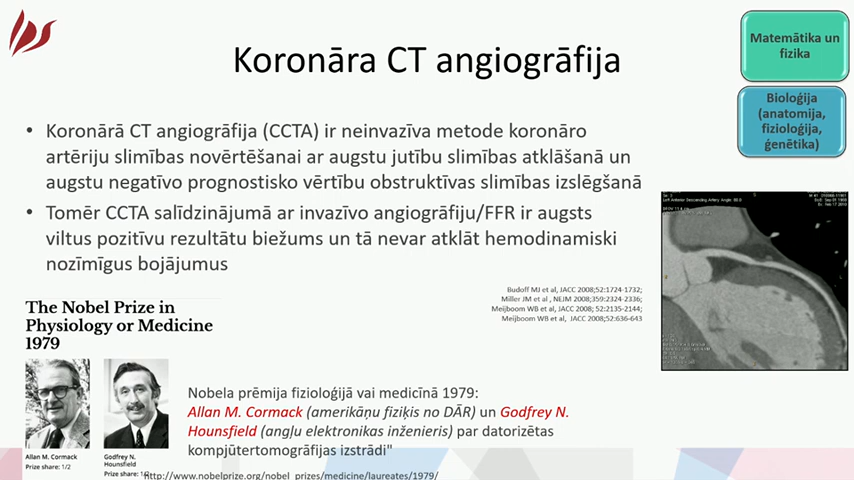 Koronāra CT angiogrāfija
Matemātika un
fizika
Bioloģija
(anatomija,
fizioloģija,
ģenētika)
• Koronārā CT angiogrāfija (CCTA) ir neinvazīva metode koronāro
artēriju slimības novērtēšanai ar augstu jutību slimības atklāšanā un
augstu negatīvo prognostisko vērtību obstruktīvas slimības izslēgšanā
• Tomēr CCTA salīdzinājumā ar invazīvo angiogrāfiju/FFR ir augsts
viltus pozitīvu rezultātu biežums un tā nevar atklāt hemodinamiski
nozīmīgus bojājumus
Budoff MJ et al, JACC 2008;52:1724-1732;
Miller JM et al, NEJM 2008;359:2324-2336;
Meijboom WB et al, JACC ;52:2135-2144;
Meijboom WB et al, JACC 2008;52:636-643
The Nobel Prize in
Physiology or Medicine
1979
Allan M. Cormack
Prize share: 1/2
Godfrey N.
Hounsfield
Prize share:
Nobela prēmija fizioloģijā vai medicīnā 1979:
Allan M. Cormack (amerikāņu fiziķis no DĀR) un Godfrey N.
Hounsfield (angļu elektronikas inženieris) par datorizētas
kompjūtertomogrāfijas izstrādi"
http://www.nobelprize.org/nobel_prizes/medicine/laureates/1979/